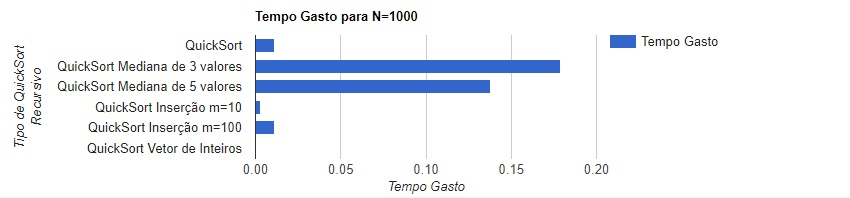 Tempo Gasto para N=1000
Tipo de QuickSort
Recursivo
QuickSort
QuickSort Mediana de 3 valores
QuickSort Mediana de 5 valores
QuickSort Inserção m=10
QuickSort Inserção m=100
QuickSort Vetor de Inteiros
0.00 0.05 0.10 0.15 0.20
Tempo Gasto
Tempo Gasto